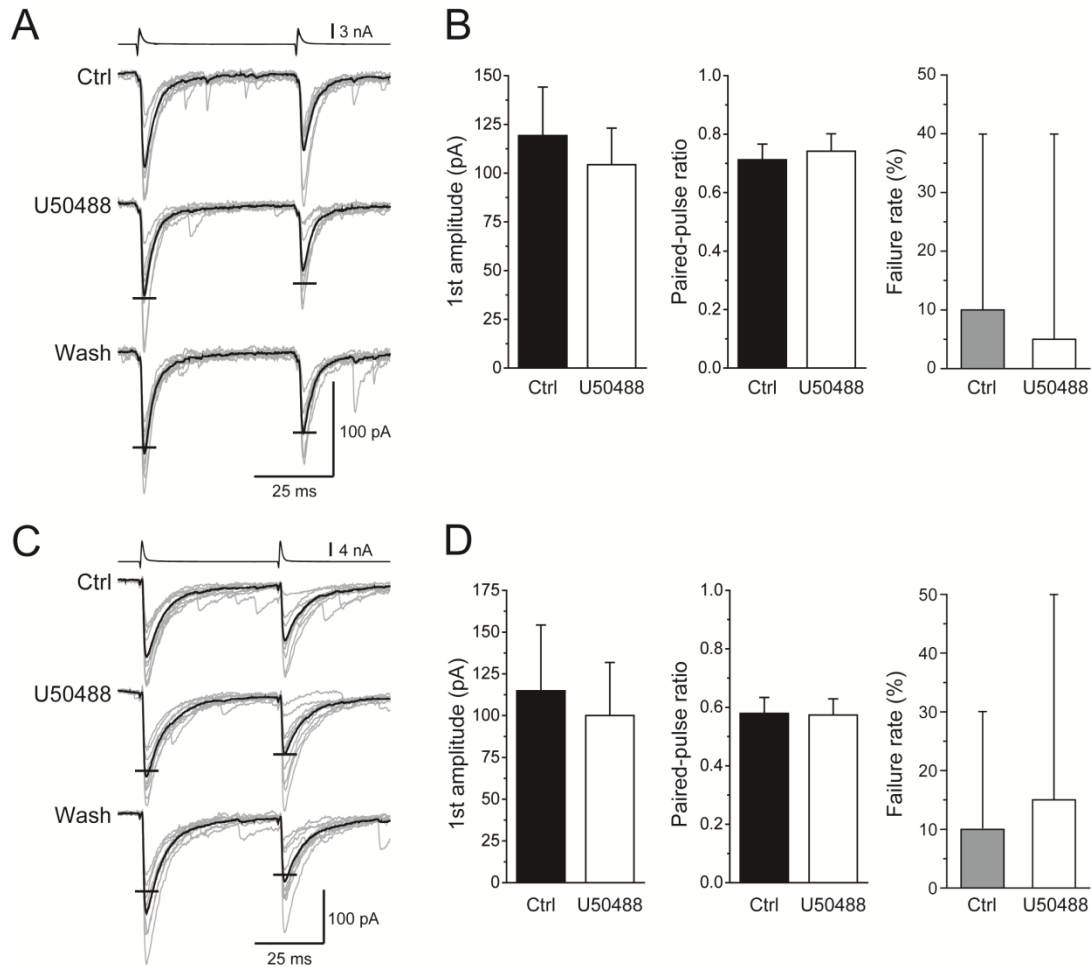 A
3 nA
Ctrl
U50488
Wash
100 pA
25 ms
B
1st amplitude (pA)
150
125
100
75
50
25
0
Ctrl
U50488
Paired-pulse ratio
1.0
0.8
0.6
0.4
0.2
0.0
Ctrl
U50488
Failure rate (%)
50
40
30
20
10
0
Ctrl
U50488
C
4 nA
Ctrl
U50488
Wash
100 pA
25 ms
D
1st amplitude (pA)
175
150
125
100
75
50
25
0
Ctrl
U50488
Paired-pulse ratio
1.0
0.8
0.6
0.4
0.2
0.0
Ctrl
U50488
Failure rate (%)
50
40
30
20
10
0
Ctrl
U50488